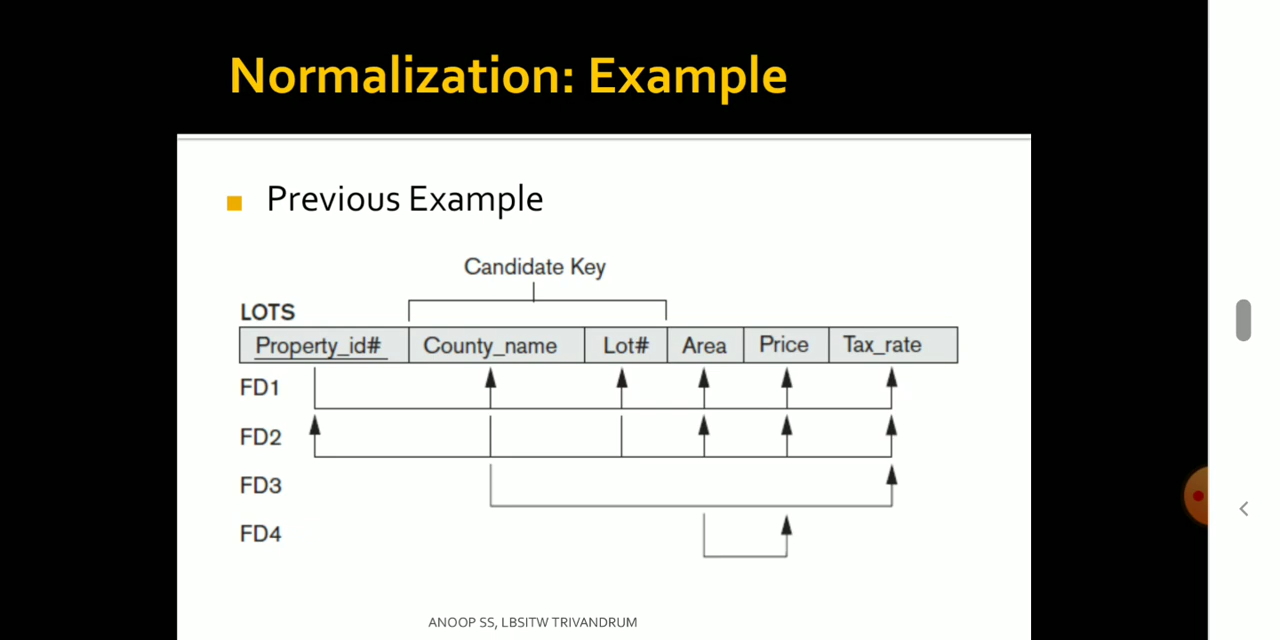 Normalization: Example
Previous Example
Candidate Key
LOTS
Property_id# County_name Lot# Area Price Tax_rate
FD1
FD2
FD3
FD4
ANOOP SS, LBSITW TRIVANDRUM